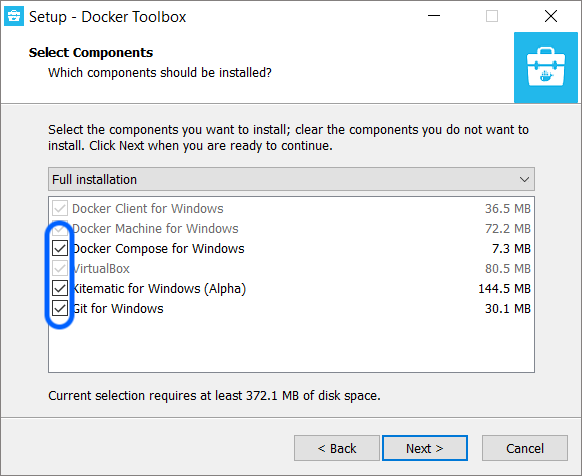 Setup - Docker Toolbox
Select Components
Which components should be installed?
Select the components you want to install; clear the components you do not want to
install. Click Next when you are ready to continue.
Full installation
Docker Client for Windows 36.5 MB
Docker Machine for Windows 72.2 MB
Docker Compose for Windows 7.3 MB
VirtualBox 80.5 MB
Kitematic for Windows (Alpha) 144.5 MB
Git for Windows 30.1 MB
Current selection requires at least 372.1 MB of disk space.
< Back Next > Cancel